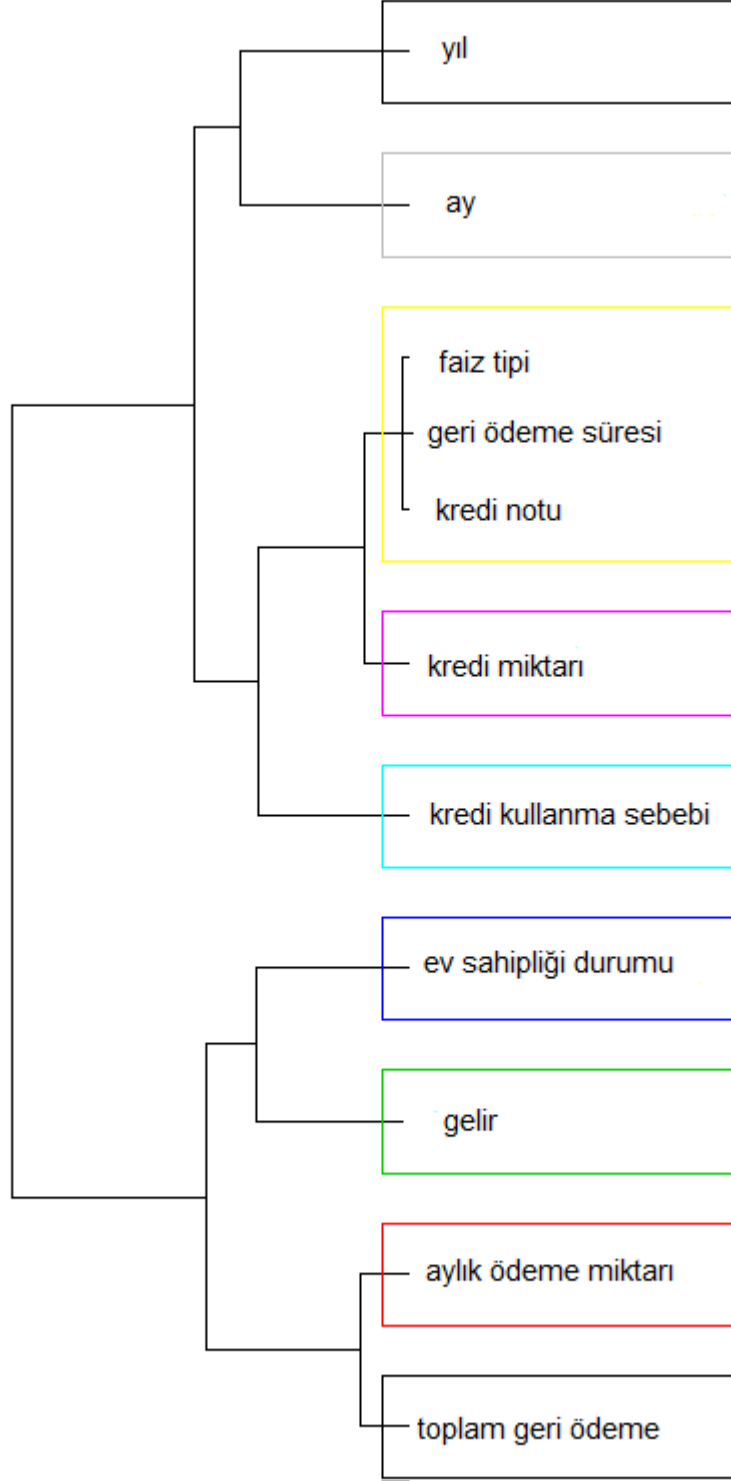 yıl
ay
faiz tipi
geri ödeme süresi
kredi notu
kredi miktarı
kredi kullanma sebebi
ev sahipliği durumu
gelir
aylık ödeme miktarı
toplam geri ödeme